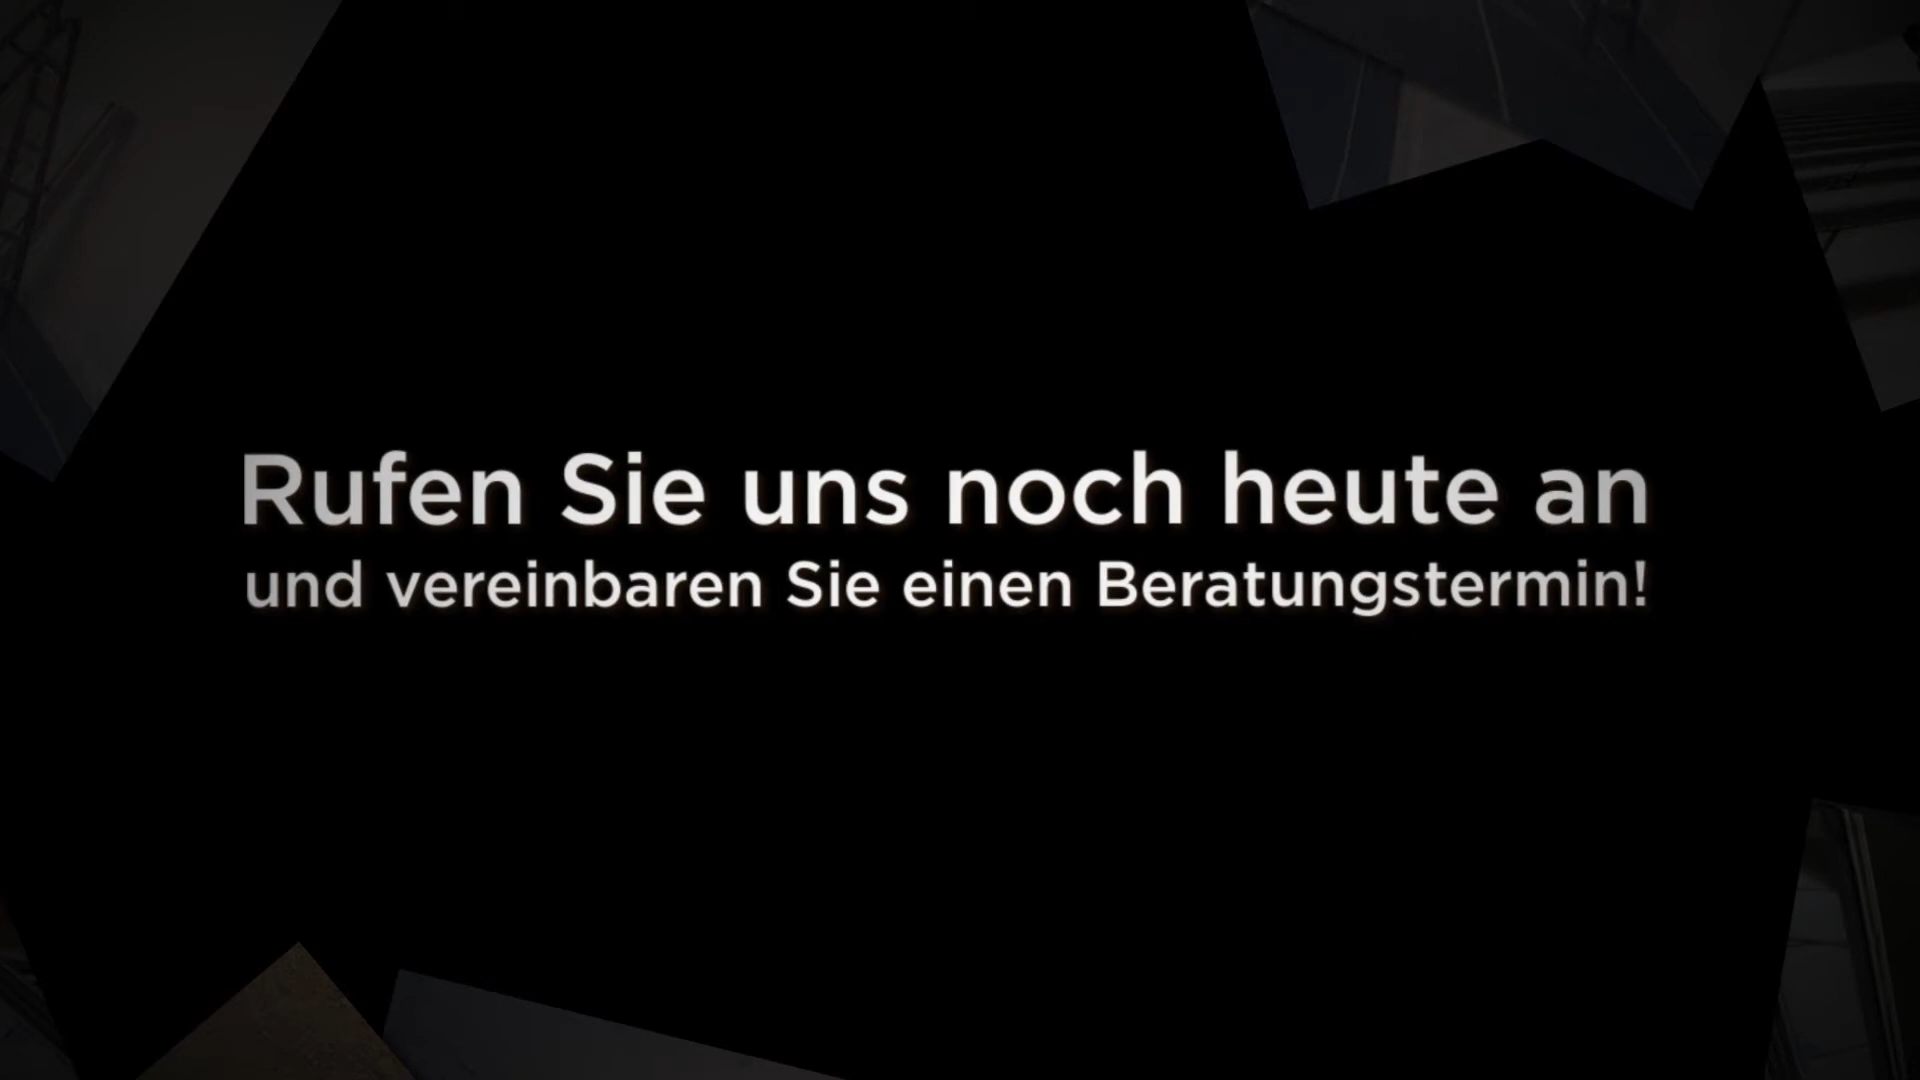 Rufen Sie uns noch heute an
und vereinbaren Sie einen Beratungstermin!